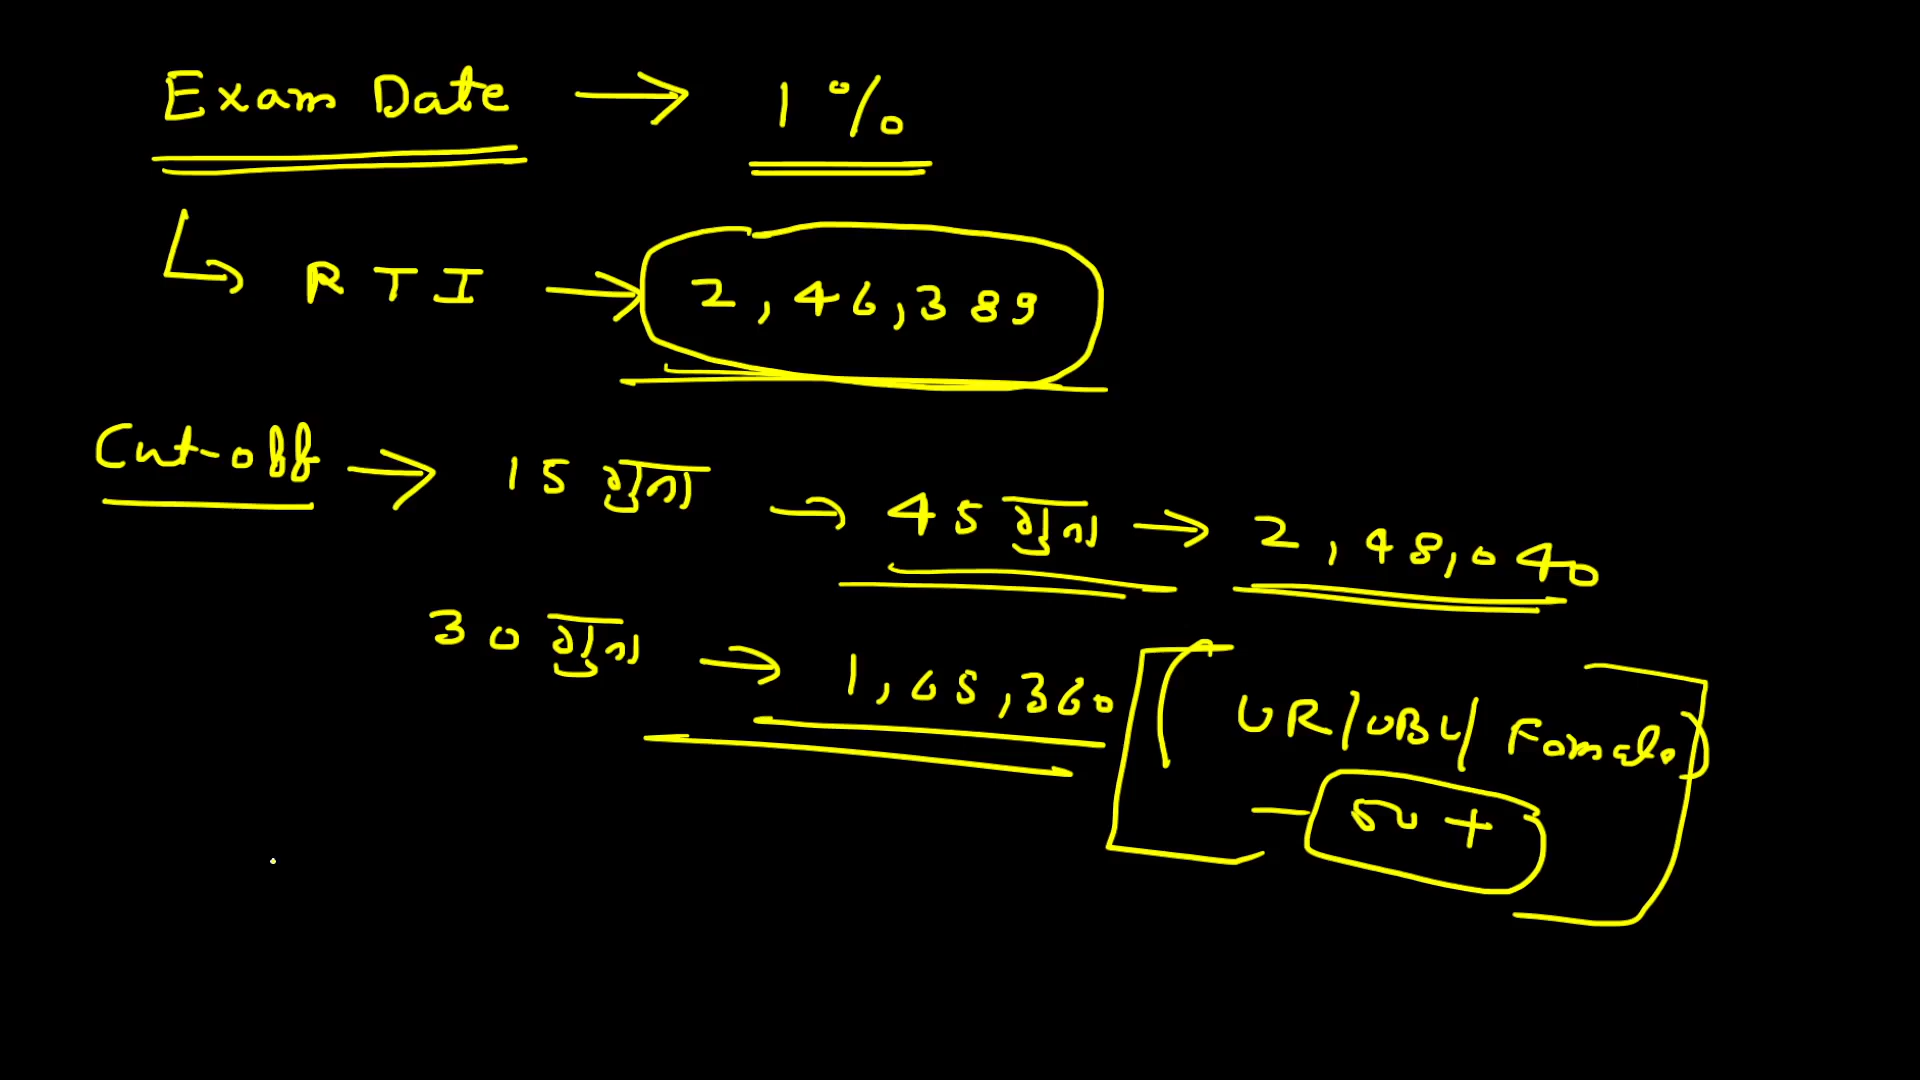 Exam Date → 1%
RTI → 2,46,389
Cut-off → 15 गुना → 45 गुना → 2,48,040
30 गुना → 1,65,360
(UR/OBC/Female)
50+